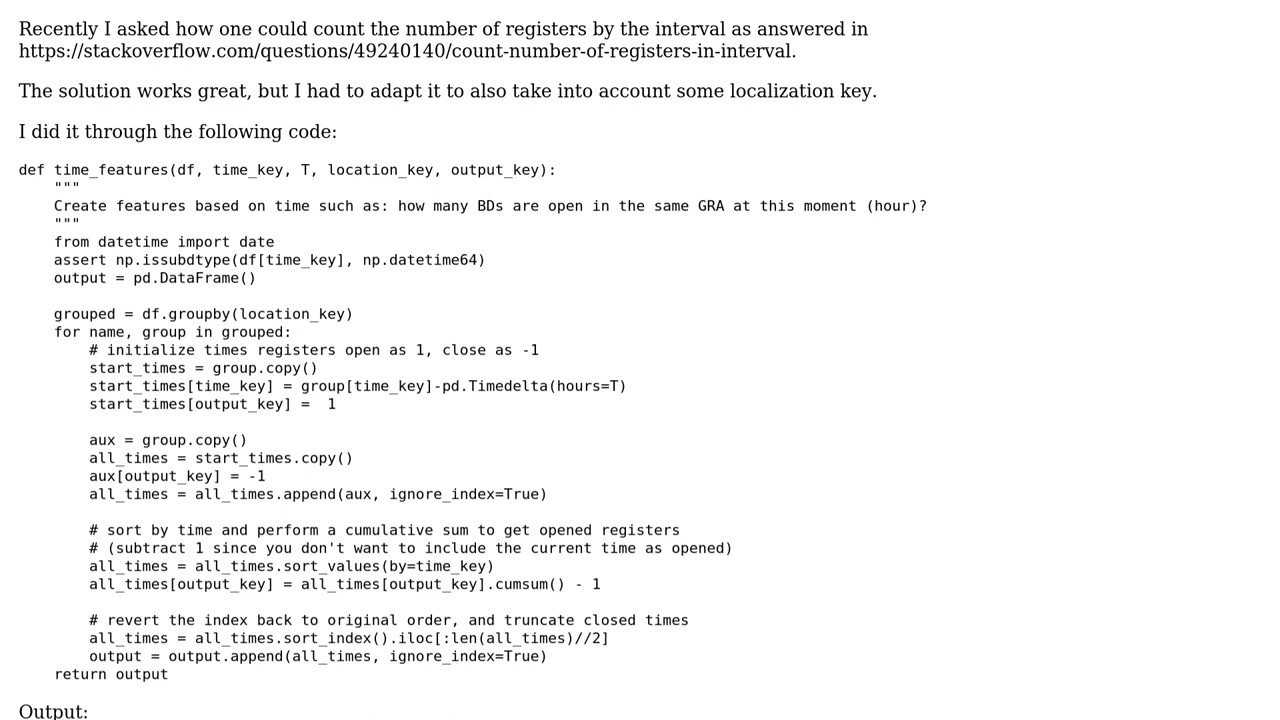 Recently I asked how one could count the number of registers by the interval as answered in
https://stackoverflow.com/questions/49240140/count-number-of-registers-in-interval.
The solution works great, but I had to adapt it to also take into account some localization key.
I did it through the following code:
def time_features(df, time_key, T, location_key, output_key):
    """
    Create features based on time such as: how many BDs are open in the same GRA at this moment (hour)?
    """
    from datetime import date
    assert np.issubdtype(df[time_key], np.datetime64)
    output = pd.DataFrame()

    grouped = df.groupby(location_key)
    for name, group in grouped:
        # initialize times registers open as 1, close as -1
        start_times = group.copy()
        start_times[time_key] = group[time_key]-pd.Timedelta(hours=T)
        start_times[output_key] =  1

        aux = group.copy()
        all_times = start_times.copy()
        aux[output_key] = -1
        all_times = all_times.append(aux, ignore_index=True)

        # sort by time and perform a cumulative sum to get opened registers
        # (subtract 1 since you don't want to include the current time as opened)
        all_times = all_times.sort_values(by=time_key)
        all_times[output_key] = all_times[output_key].cumsum() - 1

        # revert the index back to original order, and truncate closed times
        all_times = all_times.sort_index().iloc[:len(all_times)//2]
        output = output.append(all_times, ignore_index=True)
    return output
Output: